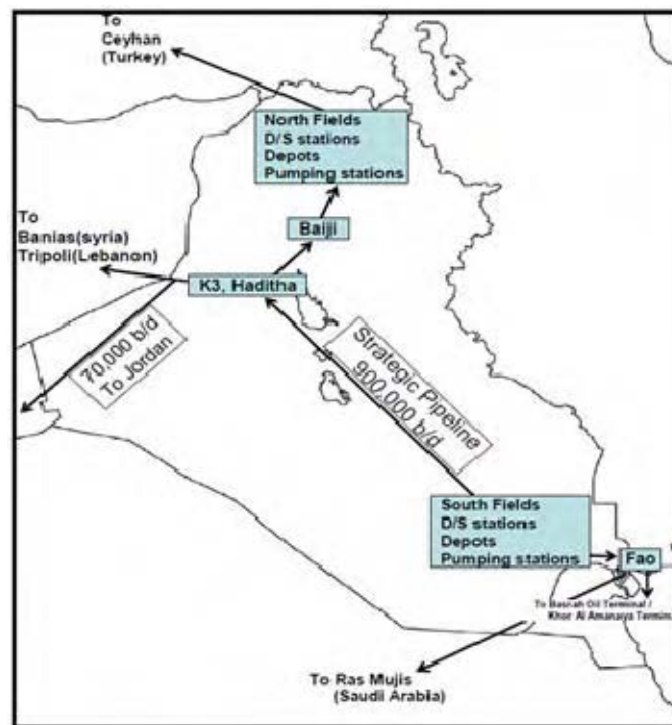 To
Ceyhan
(Turkey)
North Fields
D/S stations
Depots
Pumping stations
To
Banias(syria)
Tripoli(Lebanon)
Baiji
K3, Haditha
70,000 b/d
To Jordan
Strategic Pipeline
900,000 b/d
South Fields
D/S stations
Depots
Pumping stations
Fao
To Basrah Oil Terminal /
Khor Al Amanaiya Termin
To Ras Mujis
(Saudi Arabia)